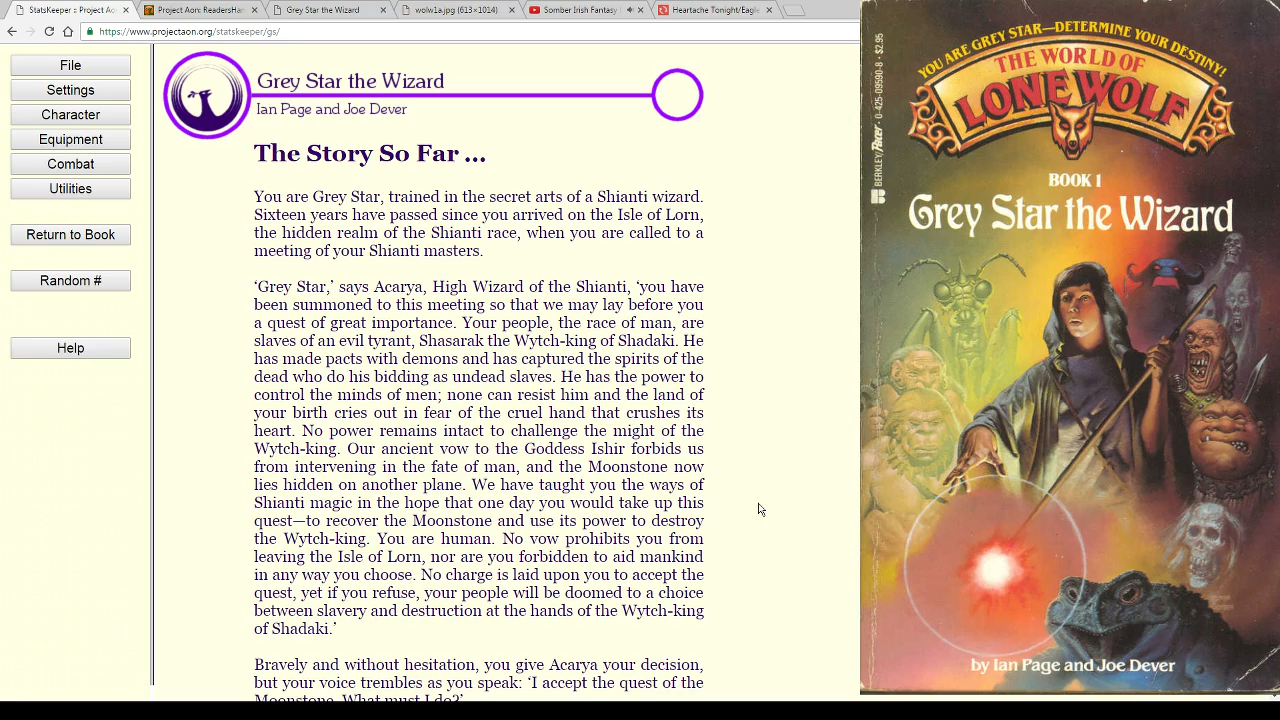 StatsKeeper :: Project Ao
Project Aon: ReadersHan
Grey Star the Wizard
wolw1a.jpg (613×1014)
Somber Irish Fantasy
Heartache Tonight/Eagle
https://www.projectaon.org/statskeeper/gs/
File
Settings
Character
Equipment
Combat
Utilities
Return to Book
Random #
Help
Grey Star the Wizard
Ian Page and Joe Dever
The Story So Far ...
You are Grey Star, trained in the secret arts of a Shianti wizard.
Sixteen years have passed since you arrived on the Isle of Lorn,
the hidden realm of the Shianti race, when you are called to a
meeting of your Shianti masters.
‘Grey Star,’ says Acarya, High Wizard of the Shianti, ‘you have
been summoned to this meeting so that we may lay before you
a quest of great importance. Your people, the race of man, are
slaves of an evil tyrant, Shasarak the Wytch-king of Shadaki. He
has made pacts with demons and has captured the spirits of the
dead who do his bidding as undead slaves. He has the power to
control the minds of men; none can resist him and the land of
your birth cries out in fear of the cruel hand that crushes its
heart. No power remains intact to challenge the might of the
Wytch-king. Our ancient vow to the Goddess Ishir forbids us
from intervening in the fate of man, and the Moonstone now
lies hidden on another plane. We have taught you the ways of
Shianti magic in the hope that one day you would take up this
quest—to recover the Moonstone and use its power to destroy
the Wytch-king. You are human. No vow prohibits you from
leaving the Isle of Lorn, nor are you forbidden to aid mankind
in any way you choose. No charge is laid upon you to accept the
quest, yet if you refuse, your people will be doomed to a choice
between slavery and destruction at the hands of the Wytch-king
of Shadaki.’
Bravely and without hesitation, you give Acarya your decision,
but your voice trembles as you speak: ‘I accept the quest of the
Moonstone. What must I do?’
YOU ARE GREY STAR—DETERMINE YOUR DESTINY!
THE WORLD OF
LONE WOLF
BOOK 1
Grey Star the Wizard
BERKLEY/Pacer • 0-425-09590-8 • $2.95
by Ian Page and Joe Dever